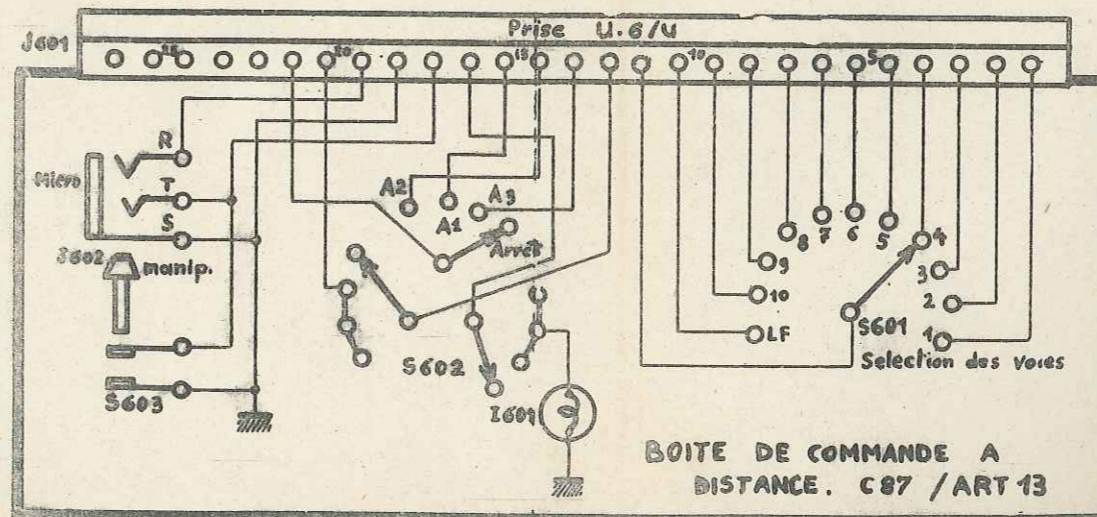 Prise U.6/U
J601
25
20
15
10
5
R
Micro
T
S
J602
manip.
S603
A2
A1
A3
Arrêt
S602
I601
8
7
6
5
4
9
3
10
2
LF
S601
1
Selection des voies
BOITE DE COMMANDE A
DISTANCE. C87 / ART 13